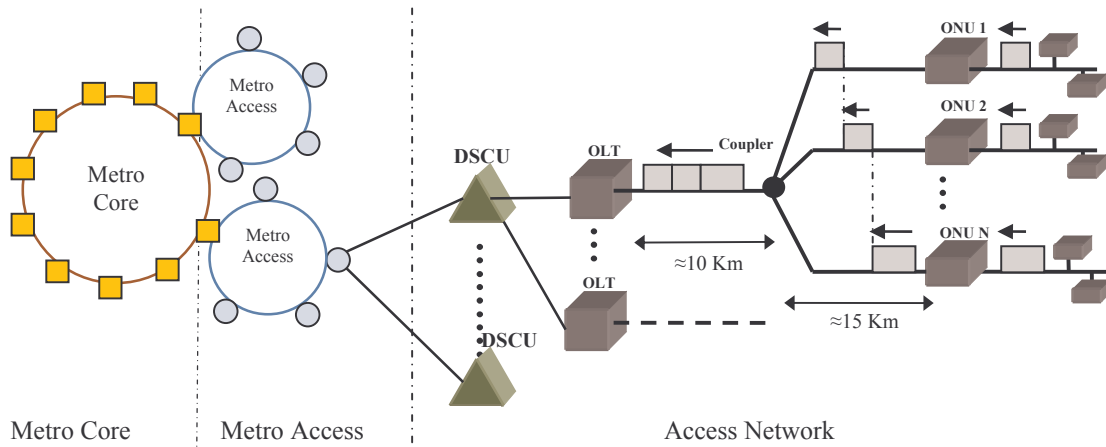 Metro
Access
Metro
Core
Metro
Access
DSCU
DSCU
OLT
OLT
Coupler
≈10 Km
≈15 Km
ONU 1
ONU 2
ONU N
Metro Core
Metro Access
Access Network